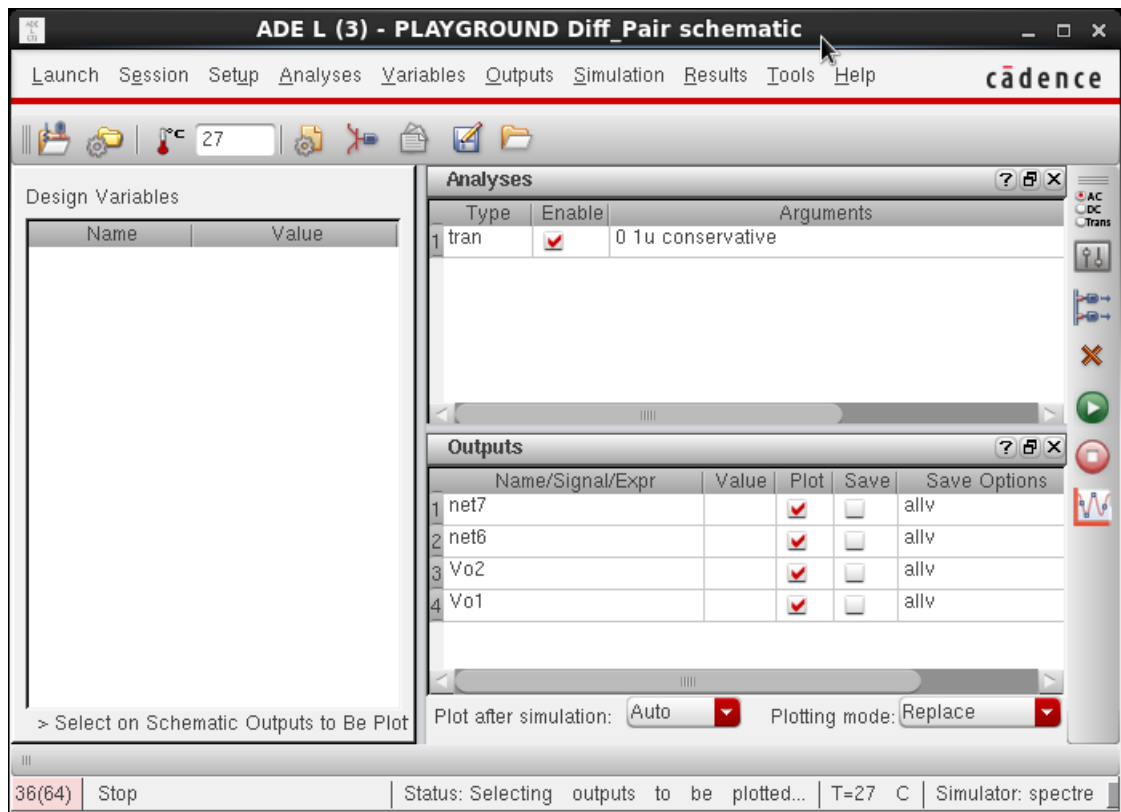 ADE L (3) - PLAYGROUND Diff_Pair schematic
Launch Session Setup Analyses Variables Outputs Simulation Results Tools Help cādence
°C 27
Design Variables
Name Value
> Select on Schematic Outputs to Be Plot
Analyses
Type Enable Arguments
1 tran 0 1u conservative
Outputs
Name/Signal/Expr Value Plot Save Save Options
1 net7 allv
2 net6 allv
3 Vo2 allv
4 Vo1 allv
Plot after simulation: Auto Plotting mode: Replace
AC
DC
Trans
36(64) Stop Status: Selecting outputs to be plotted... T=27 C Simulator: spectre